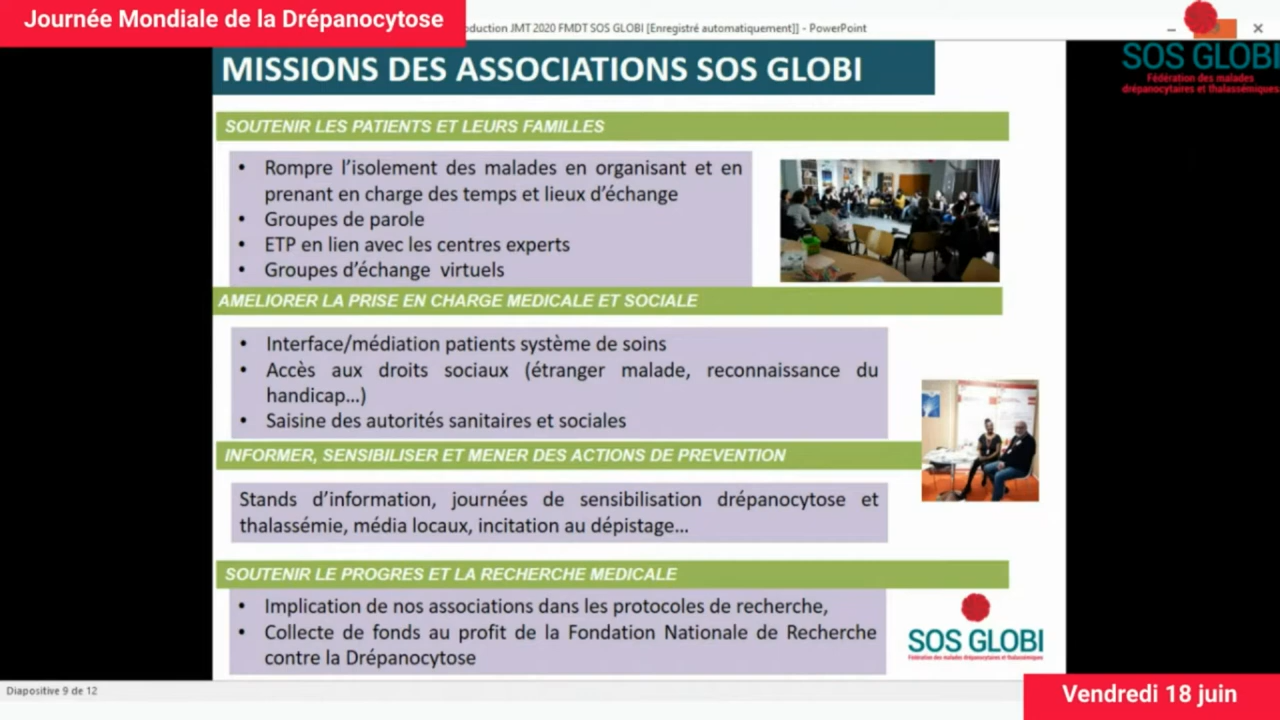 Journée Mondiale de la Drépanocytose
oduction JMT 2020 FMDT SOS GLOBI [Enregistré automatiquement]] - PowerPoint
SOS GLOBI
Fédération des malades
drépanocytaires et thalassémiques
MISSIONS DES ASSOCIATIONS SOS GLOBI
SOUTENIR LES PATIENTS ET LEURS FAMILLES
• Rompre l’isolement des malades en organisant et en
prenant en charge des temps et lieux d’échange
• Groupes de parole
• ETP en lien avec les centres experts
• Groupes d’échange virtuels
AMELIORER LA PRISE EN CHARGE MEDICALE ET SOCIALE
• Interface/médiation patients système de soins
• Accès aux droits sociaux (étranger malade, reconnaissance du
handicap...)
• Saisine des autorités sanitaires et sociales
INFORMER, SENSIBILISER ET MENER DES ACTIONS DE PREVENTION
Stands d’information, journées de sensibilisation drépanocytose et
thalassémie, média locaux, incitation au dépistage...
SOUTENIR LE PROGRES ET LA RECHERCHE MEDICALE
• Implication de nos associations dans les protocoles de recherche,
• Collecte de fonds au profit de la Fondation Nationale de Recherche
contre la Drépanocytose
SOS GLOBI
Fédération des malades drépanocytaires et thalassémiques
Diapositive 9 de 12
Vendredi 18 juin